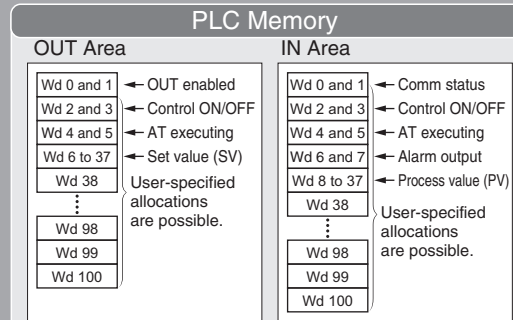 PLC Memory
OUT Area
Wd 0 and 1 OUT enabled
Wd 2 and 3 Control ON/OFF
Wd 4 and 5 AT executing
Wd 6 to 37 Set value (SV)
Wd 38
User-specified
allocations
are possible.
Wd 98
Wd 99
Wd 100
IN Area
Wd 0 and 1 Comm status
Wd 2 and 3 Control ON/OFF
Wd 4 and 5 AT executing
Wd 6 and 7 Alarm output
Wd 8 to 37 Process value (PV)
Wd 38
User-specified
allocations
are possible.
Wd 98
Wd 99
Wd 100